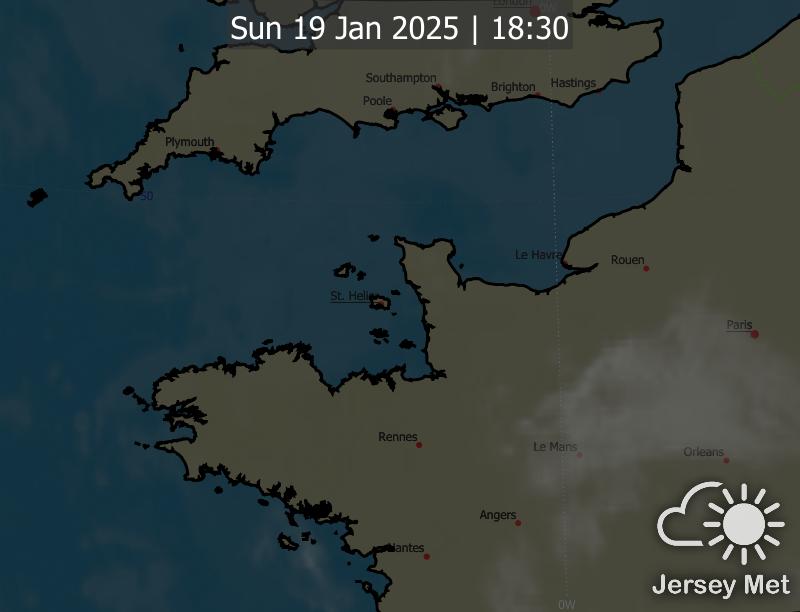 London
Sun 19 Jan 2025 | 18:30
Southampton
Brighton
Hastings
Poole
Plymouth
50
Le Havre
Rouen
St. Helier
Paris
Rennes
Le Mans
Orleans
Angers
Nantes
Jersey Met
0W